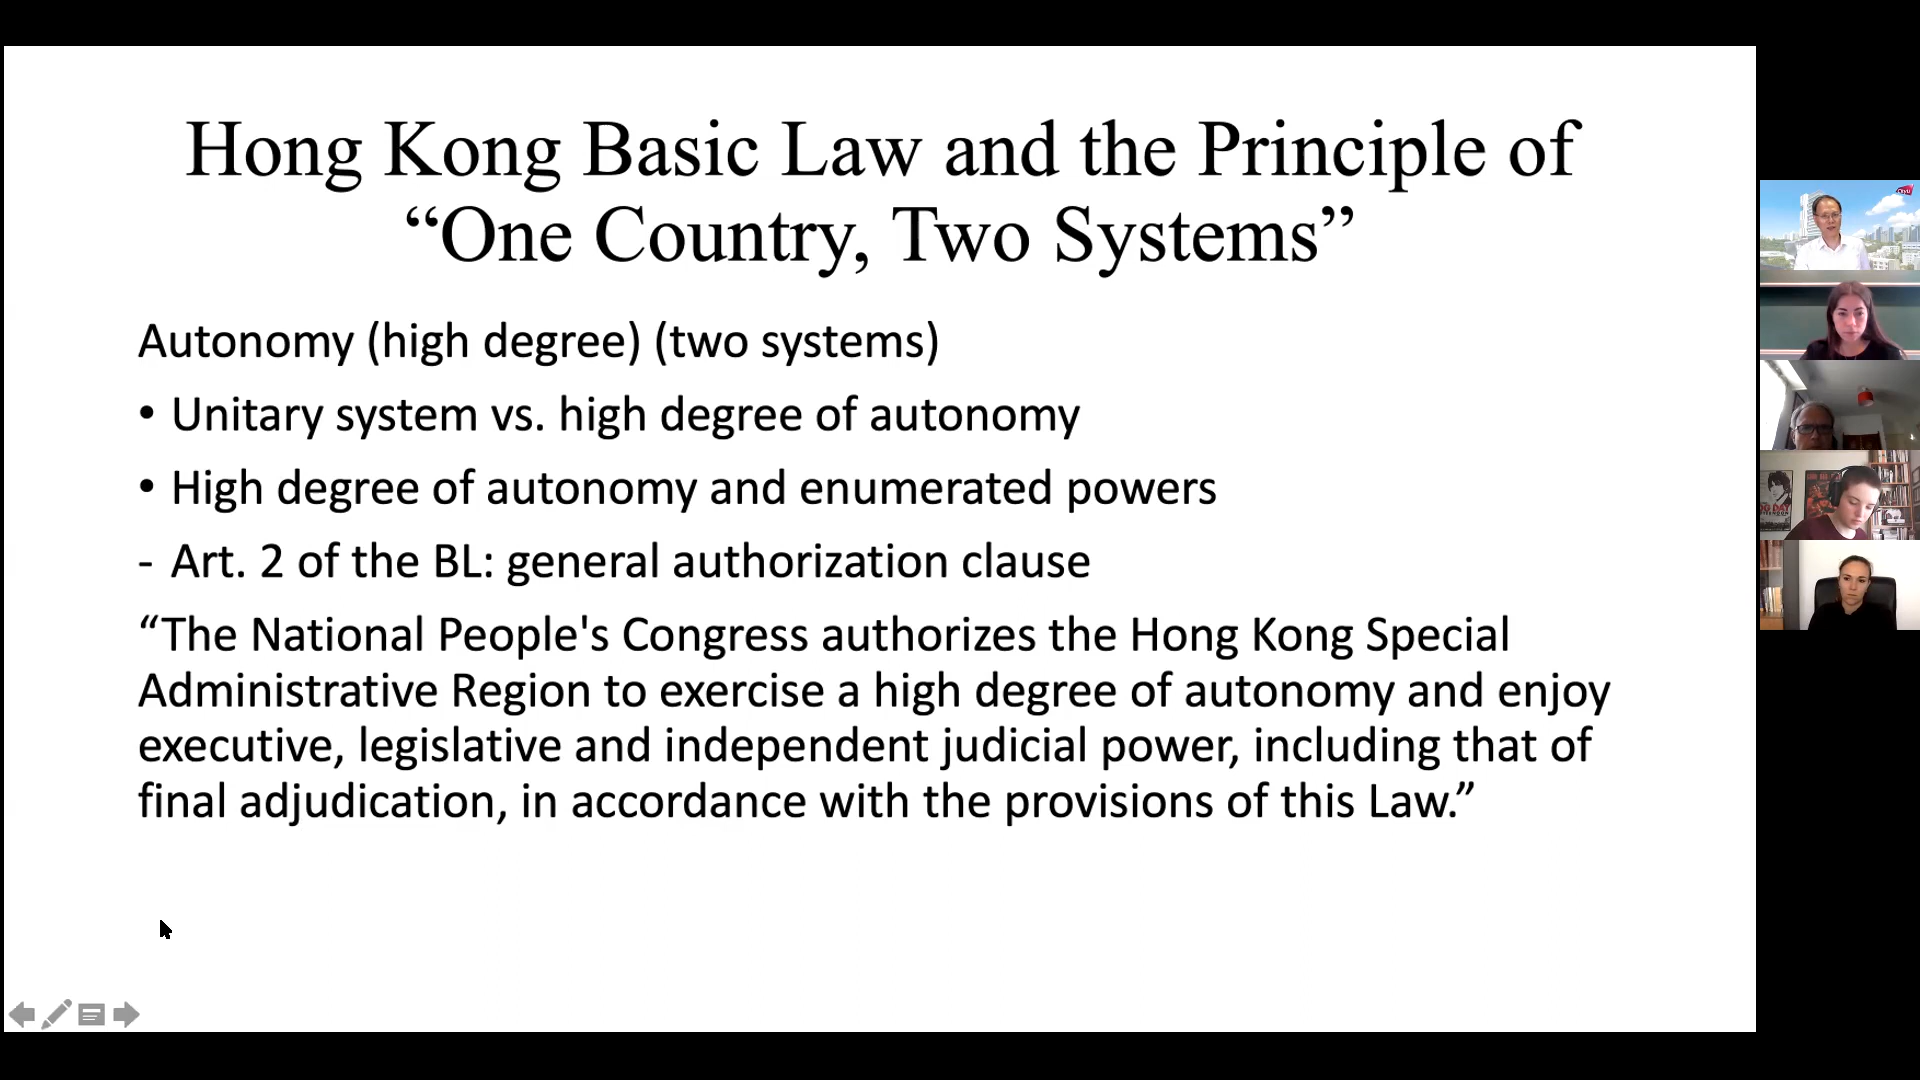 Hong Kong Basic Law and the Principle of
“One Country, Two Systems”
Autonomy (high degree) (two systems)
• Unitary system vs. high degree of autonomy
• High degree of autonomy and enumerated powers
- Art. 2 of the BL: general authorization clause
“The National People's Congress authorizes the Hong Kong Special
Administrative Region to exercise a high degree of autonomy and enjoy
executive, legislative and independent judicial power, including that of
final adjudication, in accordance with the provisions of this Law.”